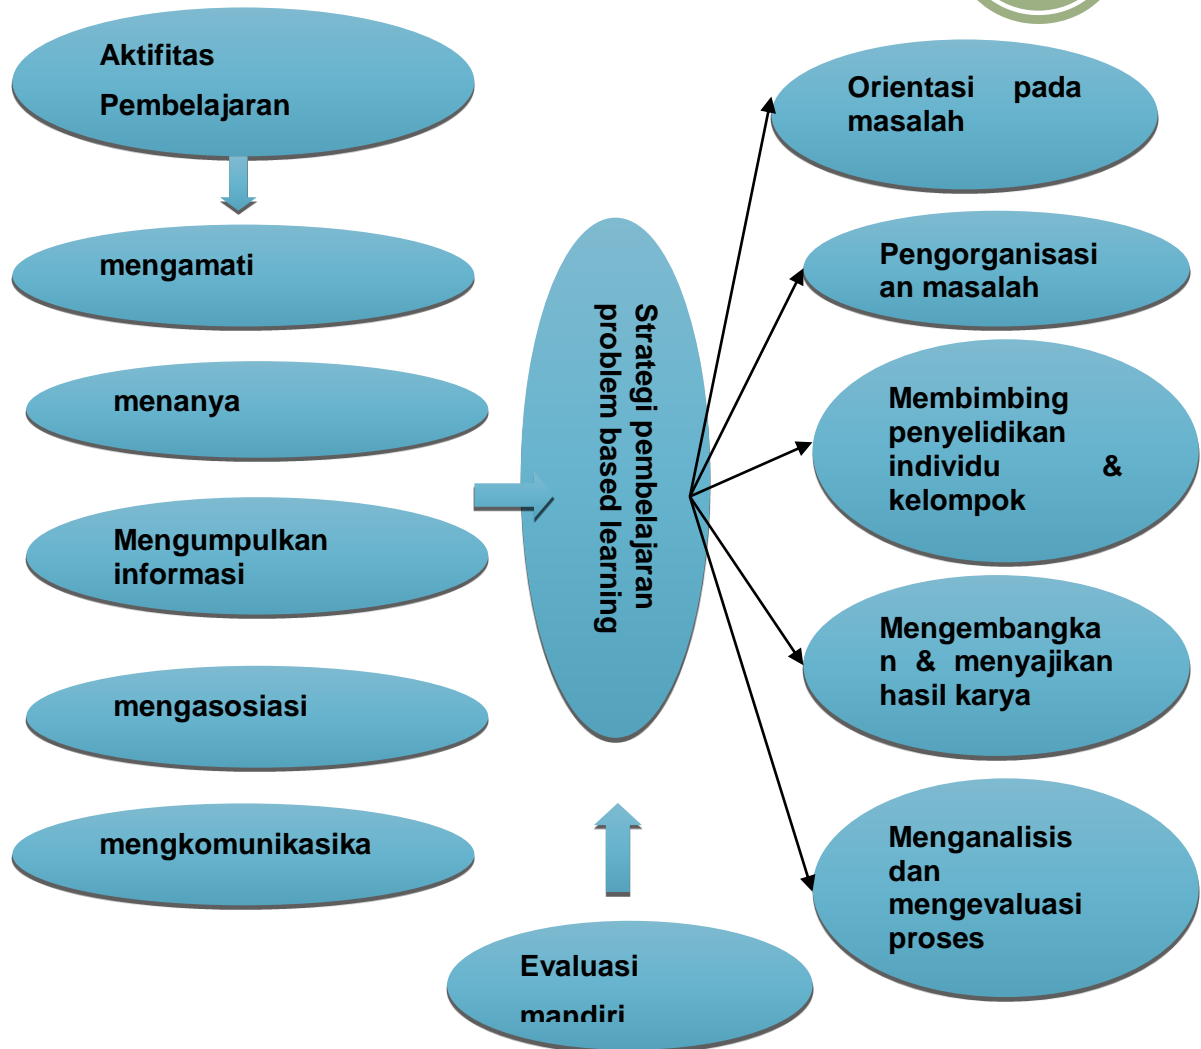 Aktifitas
Pembelajaran
mengamati
menanya
Mengumpulkan
informasi
mengasosiasi
mengkomunikasika
Strategi pembelajaran
problem based learning
Evaluasi
mandiri
Orientasi pada
masalah
Pengorganisasi
an masalah
Membimbing
penyelidikan
individu &
kelompok
Mengembangka
n & menyajikan
hasil karya
Menganalisis
dan
mengevaluasi
proses